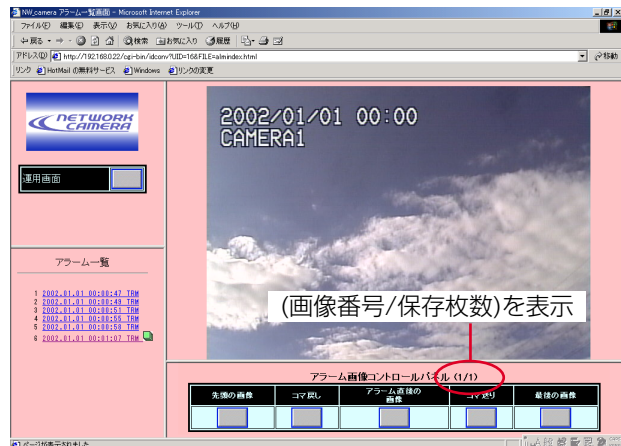 NW_camera アラーム一覧画面 - Microsoft Internet Explorer
ファイル(F) 編集(E) 表示(V) お気に入り(A) ツール(T) ヘルプ(H)
戻る 検索 お気に入り 履歴
アドレス(D) http://192.168.0.22/cgi-bin/idconv?UID=16&FILE=almindex.html 移動
リンク HotMail の無料サービス Windows リンクの変更
NETWORK
CAMERA
運用画面
アラーム一覧
1 2002.01.01 00:00:47 TRM
2 2002.01.01 00:00:49 TRM
3 2002.01.01 00:00:51 TRM
4 2002.01.01 00:00:55 TRM
5 2002.01.01 00:00:58 TRM
6 2002.01.01 00:01:07 TRM
2002/01/01 00:00
CAMERA1
(画像番号/保存枚数)を表示
アラーム画像コントロールパネル (1/1)
先頭の画像 コマ戻し アラーム直後の画像 コマ送り 最後の画像
ページが表示されました